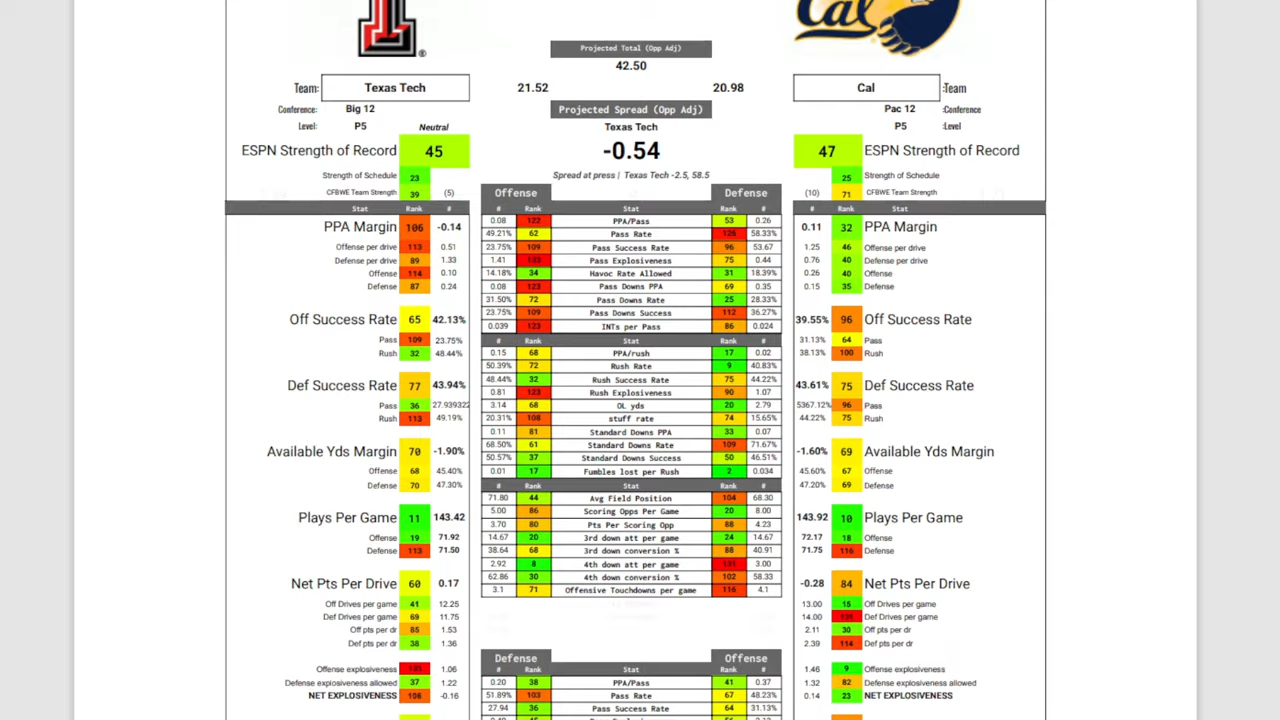 Cal
Projected Total (Opp Adj)
42.50
Team: Texas Tech 21.52 20.98 Cal :Team
Projected Spread (Opp Adj)
Conference: Big 12 Pac 12 :Conference
Level: P5 Neutral Texas Tech P5 :Level
ESPN Strength of Record 45 -0.54 47 ESPN Strength of Record
Strength of Schedule 23 Spread at press | Texas Tech -2.5, 58.5 25 Strength of Schedule
CFBWE Team Strength 39 (5) Offense Defense (10) 71 CFBWE Team Strength
Stat Rank # # Rank Stat Rank # # Rank Stat
0.08 122 PPA/Pass 53 0.26
PPA Margin 106 -0.14 0.11 32 PPA Margin
49.21% 62 Pass Rate 126 58.33%
Offense per drive 113 0.51 23.75% 109 Pass Success Rate 96 53.67 1.25 46 Offense per drive
Defense per drive 89 1.33 1.41 Pass Explosiveness 75 0.44 0.76 40 Defense per drive
Offense 114 0.10 14.18% 34 Havoc Rate Allowed 31 18.39% 0.26 40 Offense
Defense 87 0.24 0.08 123 Pass Downs PPA 69 0.35 0.15 35 Defense
31.50% 72 Pass Downs Rate 25 28.33%
23.75% 109 Pass Downs Success 112 36.27%
Off Success Rate 65 42.13% 39.55% 96 Off Success Rate
0.039 123 INTs per Pass 86 0.024
Pass 109 23.75% # Rank Stat Rank # 31.13% 64 Pass
Rush 32 48.44% 0.15 68 PPA/rush 17 0.02 38.13% 100 Rush
50.39% 72 Rush Rate 9 40.83%
48.44% 32 Rush Success Rate 75 44.22%
Def Success Rate 77 43.94% 43.61% 75 Def Success Rate
0.81 123 Rush Explosiveness 90 1.07
Pass 36 27.939322 3.14 68 OL yds 20 2.79 5367.12% 96 Pass
Rush 113 49.19% 20.31% 108 stuff rate 74 15.65% 44.22% 75 Rush
0.11 81 Standard Downs PPA 33 0.07
68.50% 61 Standard Downs Rate 109 71.67%
Available Yds Margin 70 -1.90% -1.60% 69 Available Yds Margin
50.57% 37 Standard Downs Success 50 46.51%
Offense 68 45.40% 0.01 17 Fumbles lost per Rush 2 0.034 45.60% 67 Offense
Defense 70 47.30% # Rank Stat Rank # 47.20% 69 Defense
71.80 44 Avg Field Position 104 68.30
5.00 86 Scoring Opps Per Game 20 8.00
Plays Per Game 11 143.42 143.92 10 Plays Per Game
3.70 80 Pts Per Scoring Opp 88 4.23
Offense 19 71.92 14.67 20 3rd down att per game 24 14.67 72.17 18 Offense
Defense 113 71.50 38.64 68 3rd down conversion % 88 40.91 71.75 116 Defense
2.92 8 4th down att per game 131 3.00
62.86 30 4th down conversion % 102 58.33
Net Pts Per Drive 60 0.17 -0.28 84 Net Pts Per Drive
3.1 71 Offensive Touchdowns per game 116 4.1
Off Drives per game 41 12.25 13.00 15 Off Drives per game
Def Drives per game 69 11.75 14.00 Def Drives per game
Off pts per dr 85 1.53 2.11 30 Off pts per dr
Def pts per dr 38 1.36 2.39 114 Def pts per dr
Defense Offense
Offense explosiveness 1.06 # Rank Stat Rank # 1.46 9 Offense explosiveness
Defense explosiveness allowed 37 1.22 0.20 38 PPA/Pass 41 0.37 1.32 82 Defense explosiveness allowed
NET EXPLOSIVENESS 106 -0.16 51.89% 103 Pass Rate 67 48.23% 0.14 23 NET EXPLOSIVENESS
27.94 36 Pass Success Rate 64 31.13%